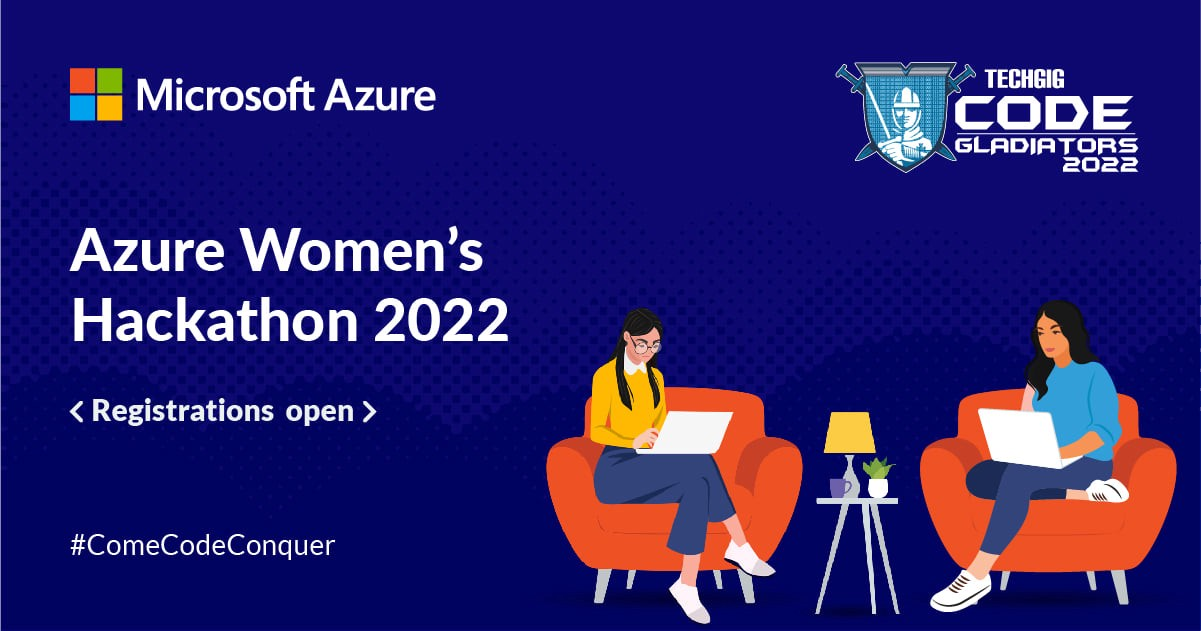 Microsoft Azure
TECHGIG
CODE
GLADIATORS
2022
Azure Women’s
Hackathon 2022
< Registrations open >
#ComeCodeConquer